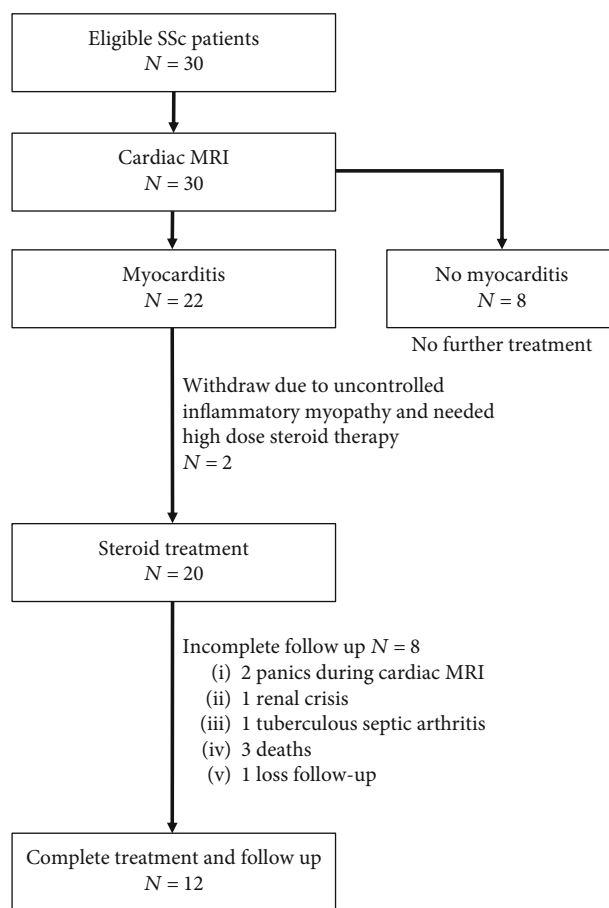 Eligible SSc patients
N = 30
Cardiac MRI
N = 30
Myocarditis
N = 22
No myocarditis
N = 8
No further treatment
Withdraw due to uncontrolled
inflammatory myopathy and needed
high dose steroid therapy
N = 2
Steroid treatment
N = 20
Incomplete follow up N = 8
(i) 2 panics during cardiac MRI
(ii) 1 renal crisis
(iii) 1 tuberculous septic arthritis
(iv) 3 deaths
(v) 1 loss follow-up
Complete treatment and follow up
N = 12